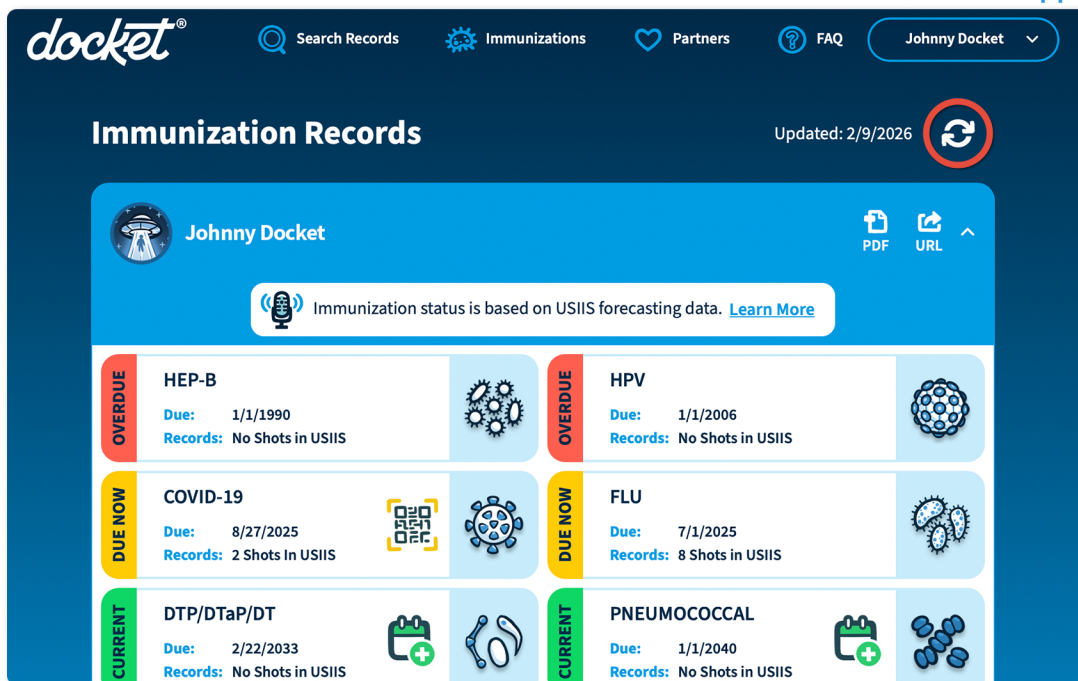 docket®
Search Records
Immunizations
Partners
FAQ
Johnny Docket
Immunization Records
Updated: 2/9/2026
Johnny Docket
PDF
URL
Immunization status is based on USIIS forecasting data. Learn More
OVERDUE
HEP-B
Due: 1/1/1990
Records: No Shots in USIIS
OVERDUE
HPV
Due: 1/1/2006
Records: No Shots in USIIS
DUE NOW
COVID-19
Due: 8/27/2025
Records: 2 Shots In USIIS
DUE NOW
FLU
Due: 7/1/2025
Records: 8 Shots in USIIS
CURRENT
DTP/DTaP/DT
Due: 2/22/2033
Records: No Shots in USIIS
CURRENT
PNEUMOCOCCAL
Due: 1/1/2040
Records: No Shots in USIIS